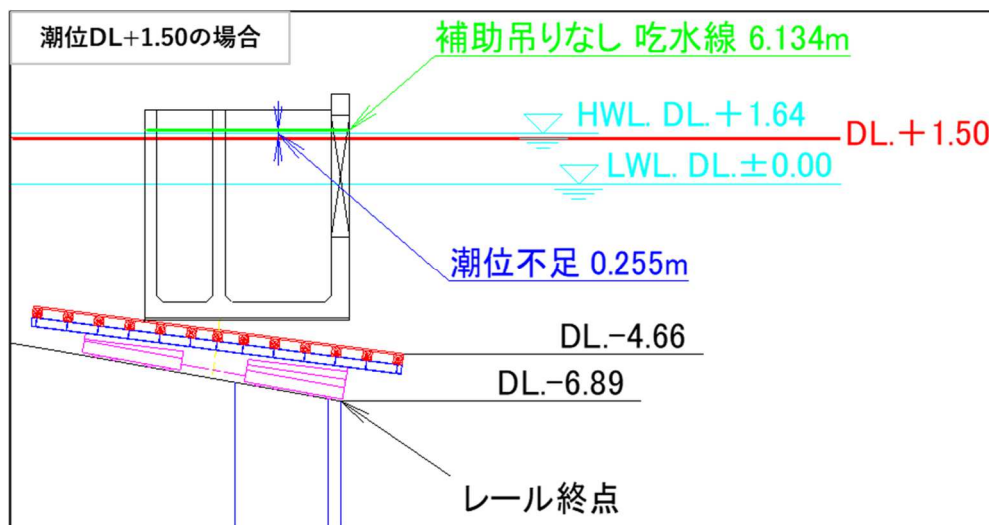 潮位DL+1.50の場合
補助吊りなし 吃水線 6.134m
HWL. DL.+1.64
DL.+1.50
LWL. DL.±0.00
潮位不足 0.255m
DL.-4.66
DL.-6.89
レール終点